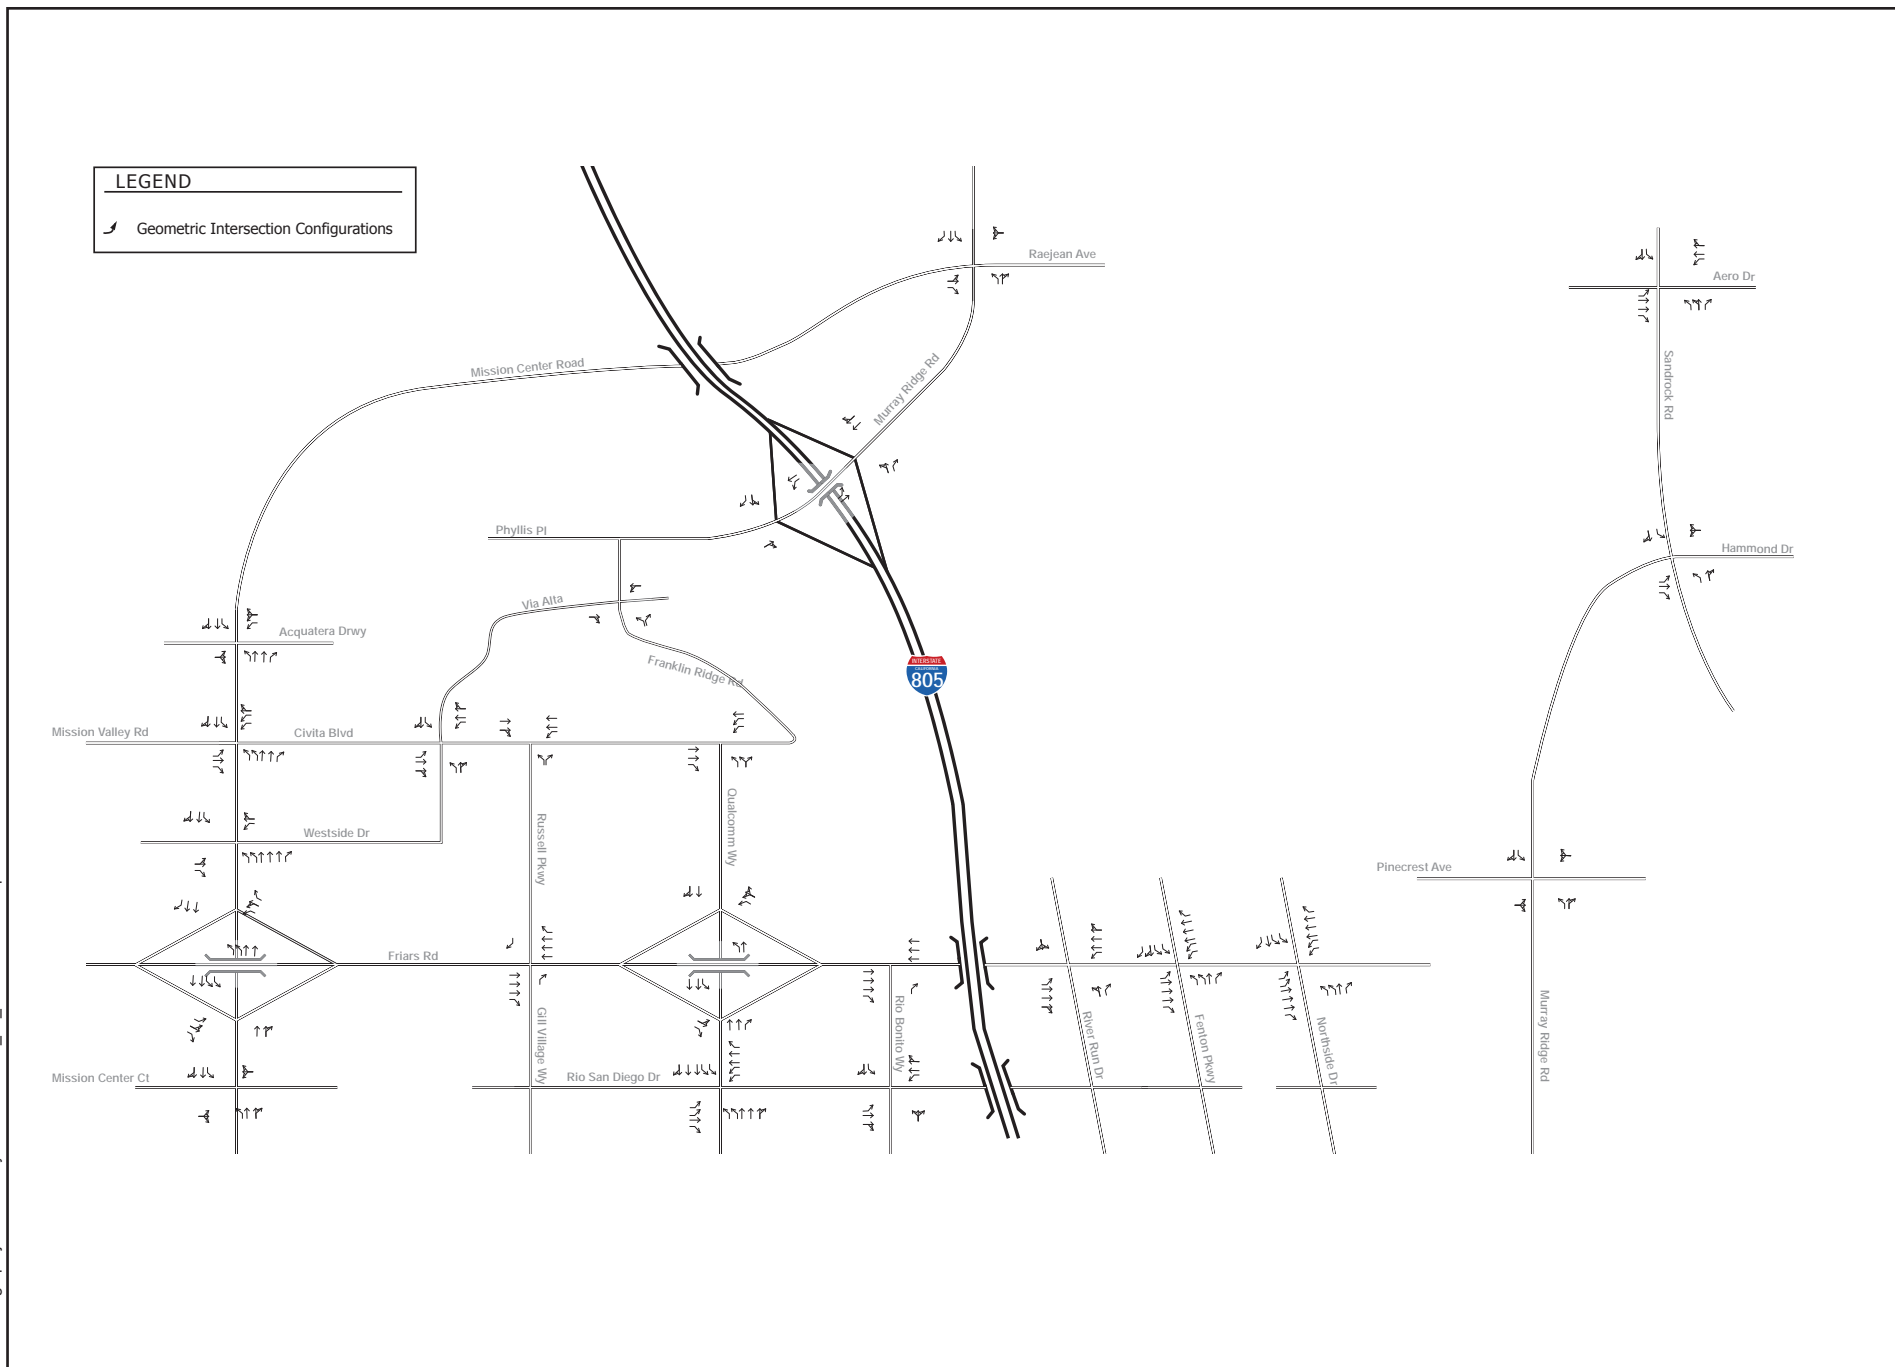 LEGEND
Geometric Intersection Configurations
Raejean Ave
Aero Dr
Mission Center Road
Murray Ridge Rd
Sandrock Rd
Phyllis Pl
Hammond Dr
Via Alta
Acquatera Drwy
Franklin Ridge Rd
INTERSTATE
CALIFORNIA
805
Mission Valley Rd
Civita Blvd
Westside Dr
Russell Pkwy
Qualcomm Wy
Pinecrest Ave
Friars Rd
Gill Village Wy
Rio Bonito Wy
River Run Dr
Fenton Pkwy
Northside Dr
Murray Ridge Rd
Mission Center Ct
Rio San Diego Dr